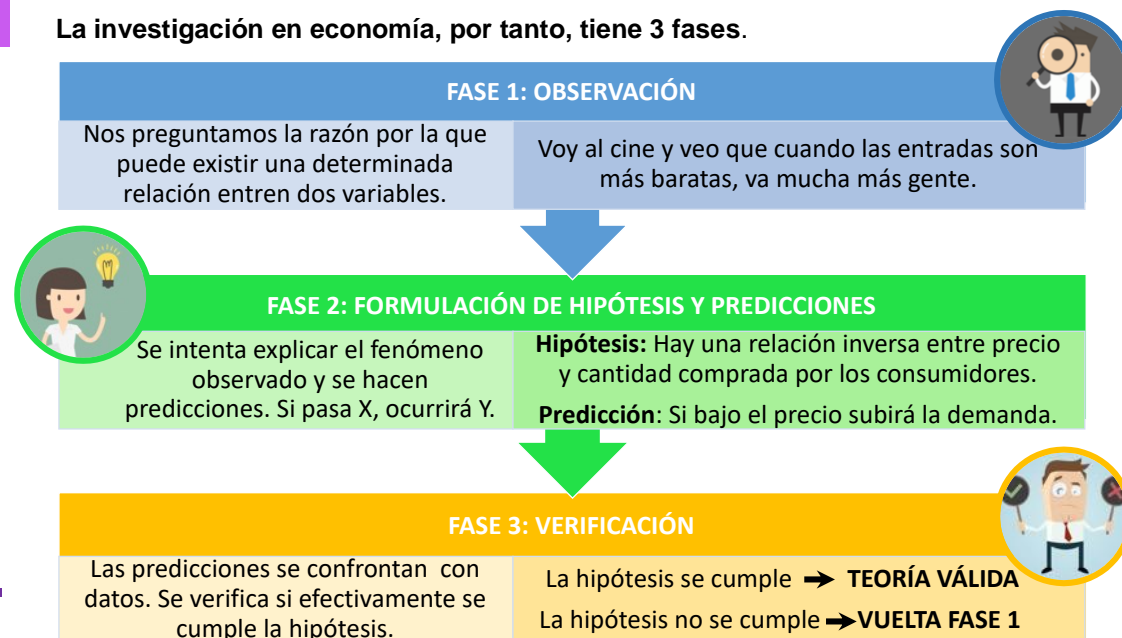 La investigación en economía, por tanto, tiene 3 fases.
FASE 1: OBSERVACIÓN
Nos preguntamos la razón por la que
puede existir una determinada
relación entren dos variables.
Voy al cine y veo que cuando las entradas son
más baratas, va mucha más gente.
FASE 2: FORMULACIÓN DE HIPÓTESIS Y PREDICCIONES
Se intenta explicar el fenómeno
observado y se hacen
predicciones. Si pasa X, ocurrirá Y.
Hipótesis: Hay una relación inversa entre precio
y cantidad comprada por los consumidores.
Predicción: Si bajo el precio subirá la demanda.
FASE 3: VERIFICACIÓN
Las predicciones se confrontan con
datos. Se verifica si efectivamente se
cumple la hipótesis.
La hipótesis se cumple → TEORÍA VÁLIDA
La hipótesis no se cumple →VUELTA FASE 1